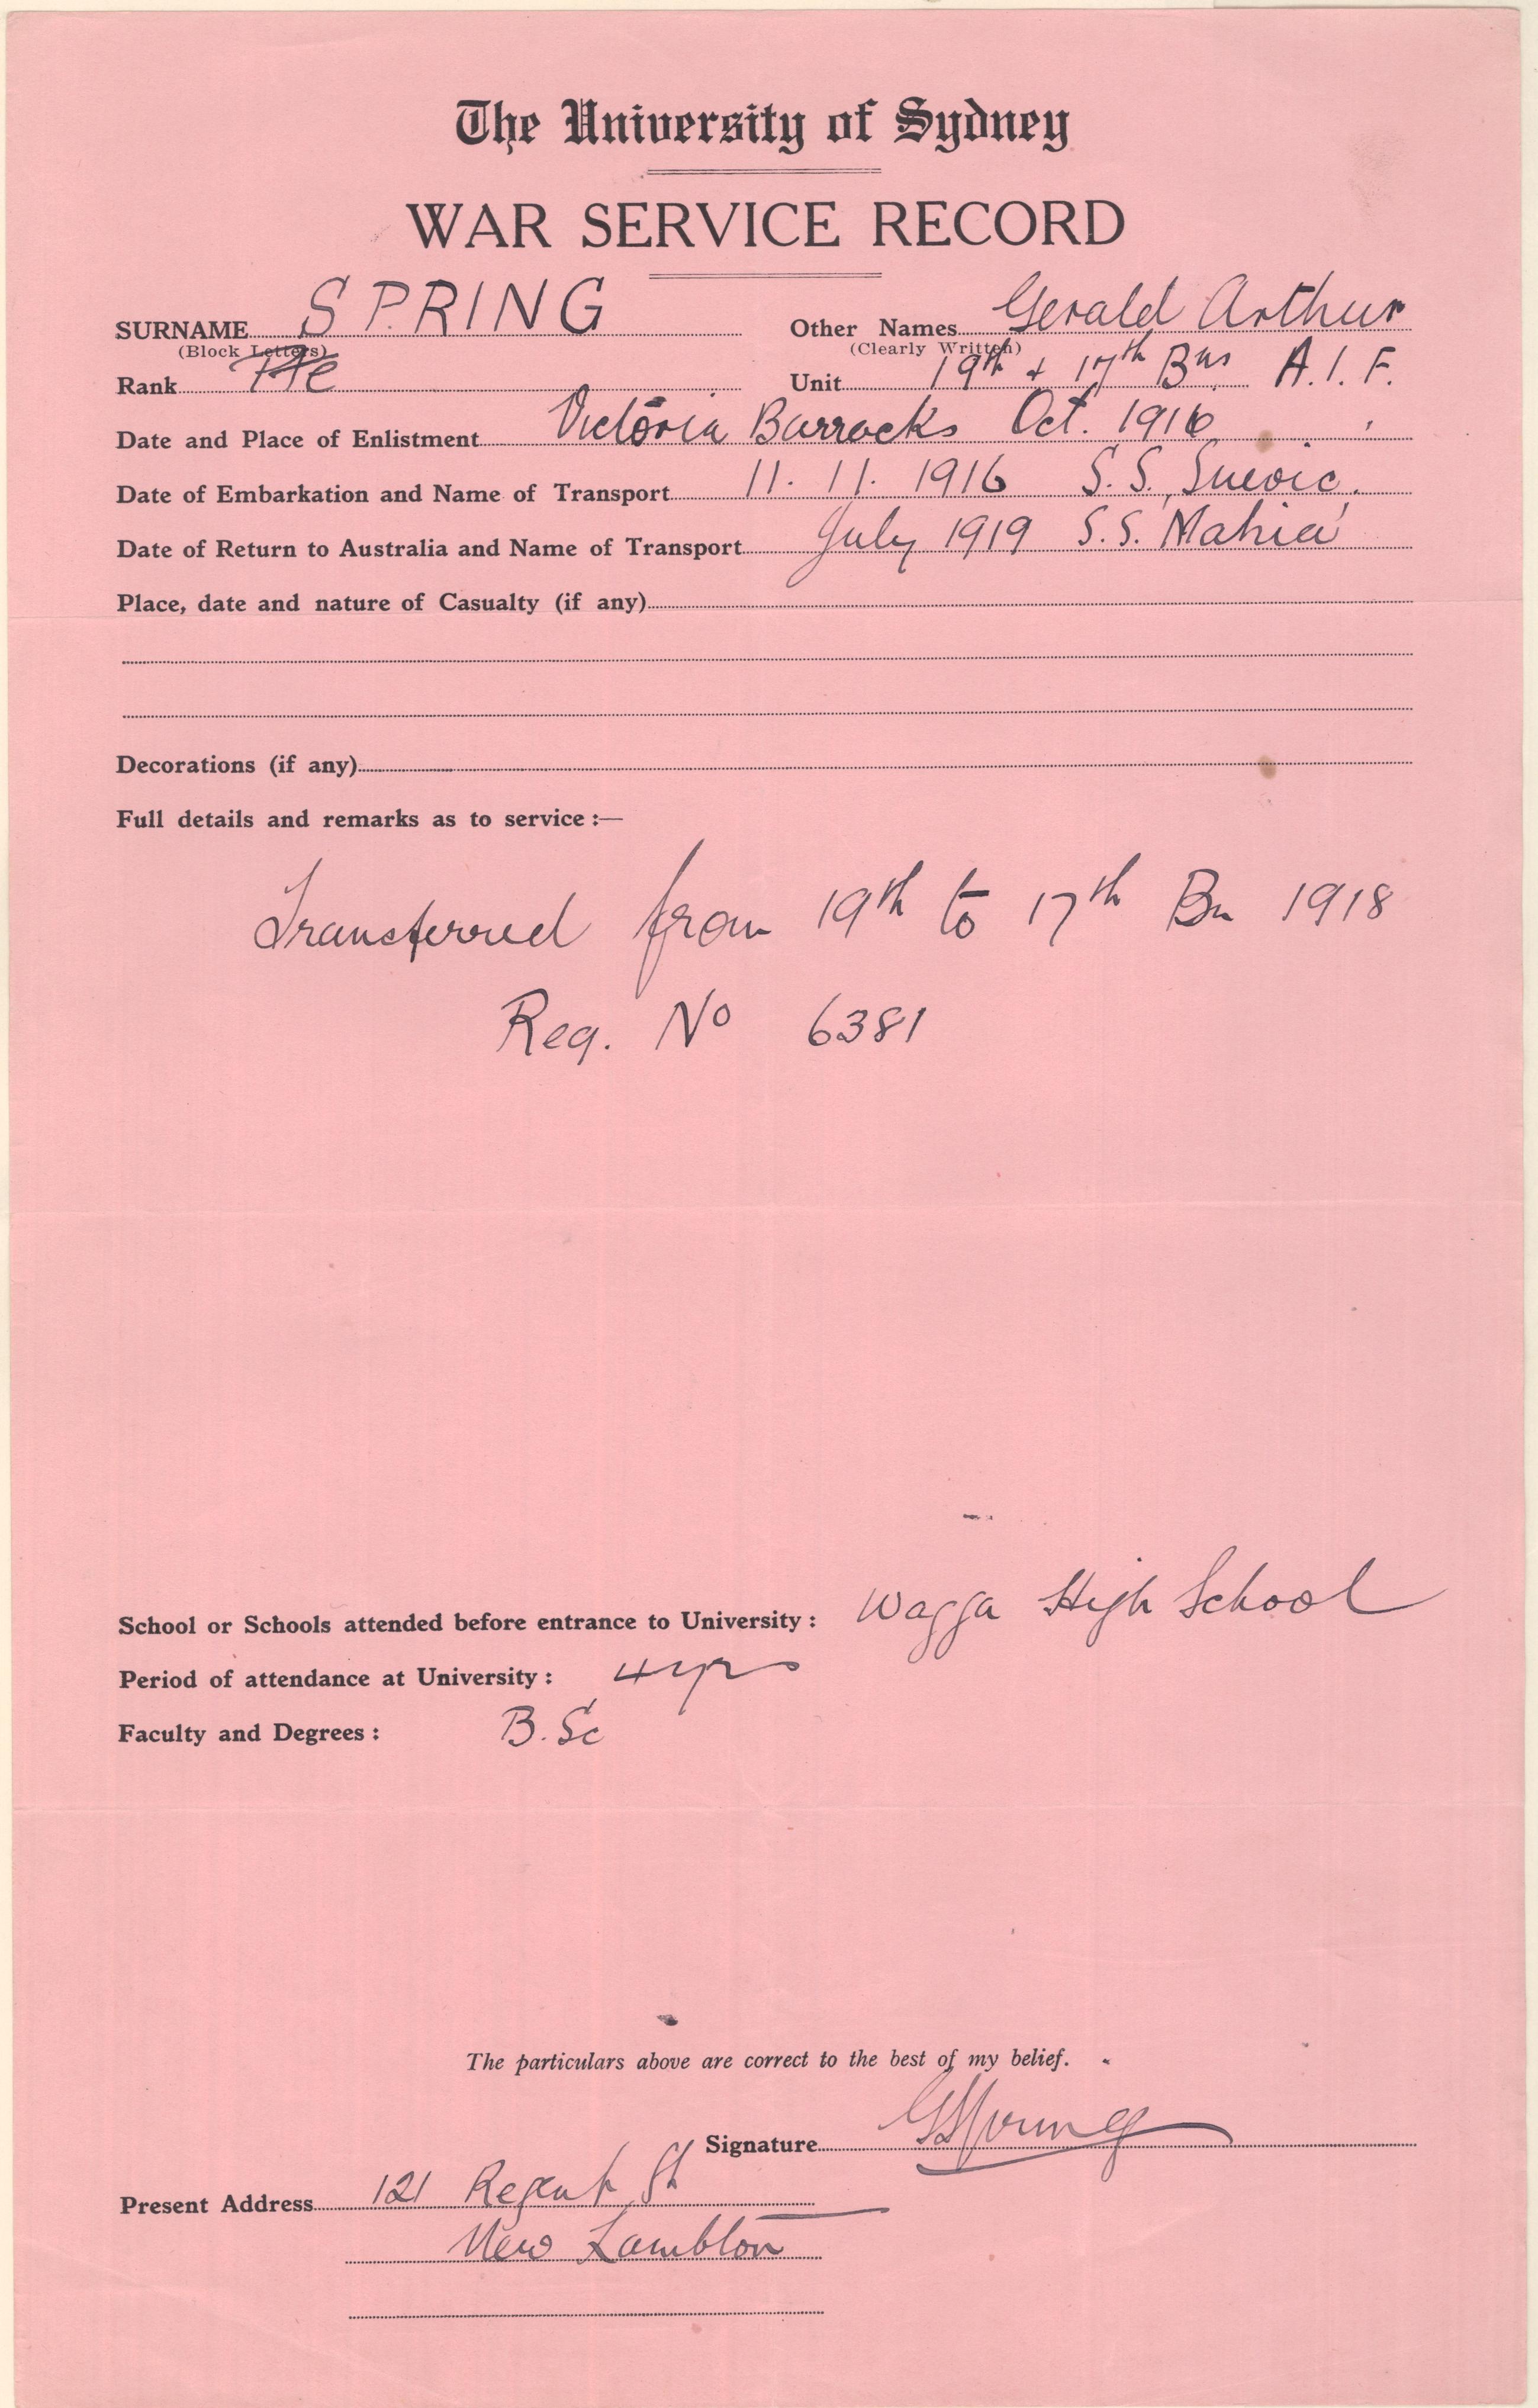 The University of Sydney
WAR SERVICE RECORD
SURNAME SPRING Other Names Gerald Arthur
(Block Letters) (Clearly Written)
Rank Pte Unit 19th + 17th Bns A.I.F.
Date and Place of Enlistment Victoria Barracks Oct. 1916
Date of Embarkation and Name of Transport 11. 11. 1916 S.S. Suevic.
Date of Return to Australia and Name of Transport July 1919 S.S. 'Mahia'
Place, date and nature of Casualty (if any)
Decorations (if any)
Full details and remarks as to service :—
Transferred from 19th to 17th Bn 1918
Reg. No 6381
School or Schools attended before entrance to University : Wagga High School
Period of attendance at University : 4 yrs
Faculty and Degrees : B.Sc
The particulars above are correct to the best of my belief.
Signature GSpring
Present Address 121 Regent St
New Lambton